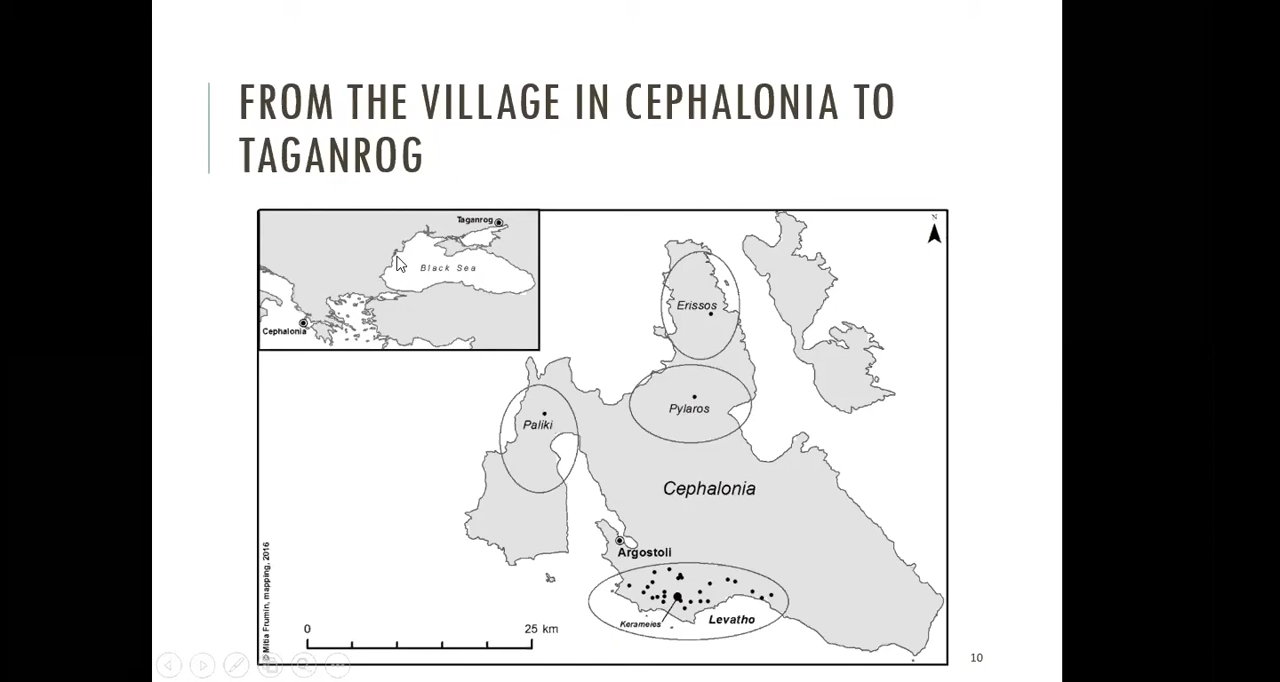 FROM THE VILLAGE IN CEPHALONIA TO
TAGANROG
Taganrog
Black Sea
Cephalonia
N
Erissos
Pylaros
Paliki
Cephalonia
Argostoli
Kerameies
Levatho
0
25 km
© Mitia Frumin, mapping, 2016
10